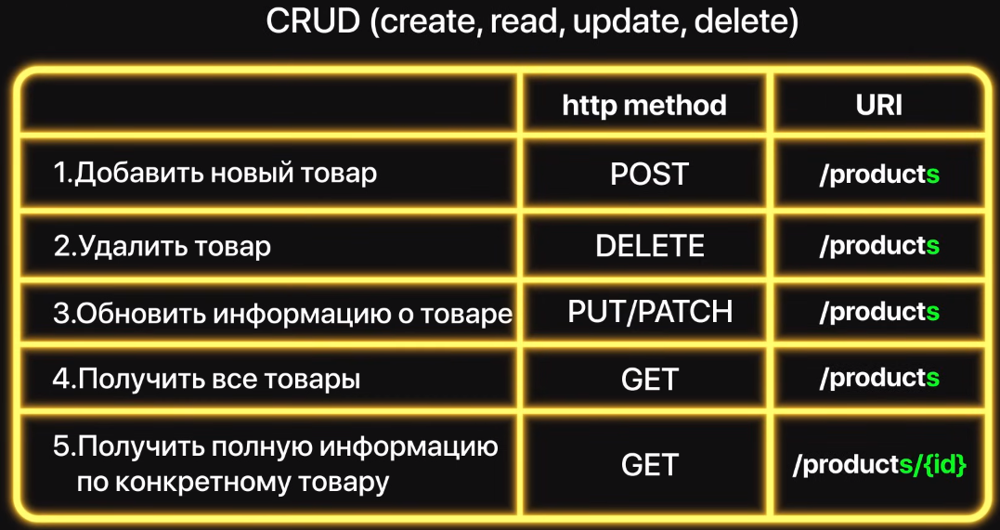 CRUD (create, read, update, delete)
http method URI
1.Добавить новый товар POST /products
2.Удалить товар DELETE /products
3.Обновить информацию о товаре PUT/PATCH /products
4.Получить все товары GET /products
5.Получить полную информацию
по конкретному товару GET /products/{id}